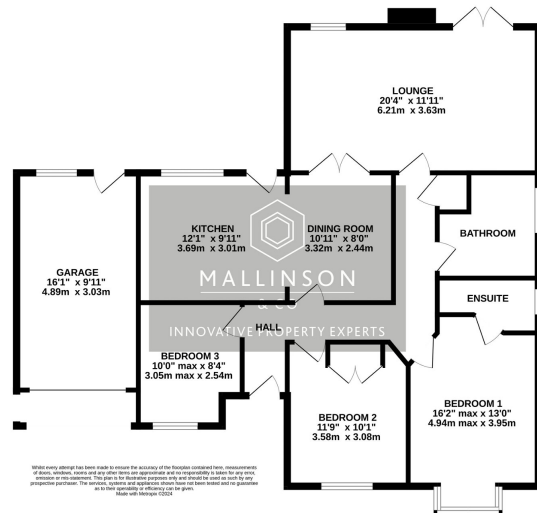 LOUNGE
20'4" x 11'11"
6.21m x 3.63m
KITCHEN
12'1" x 9'11"
3.69m x 3.01m
DINING ROOM
10'11" x 8'0"
3.32m x 2.44m
BATHROOM
GARAGE
16'1" x 9'11"
4.89m x 3.03m
MALLINSON
& CO
INNOVATIVE PROPERTY EXPERTS
ENSUITE
HALL
BEDROOM 3
10'0" max x 8'4"
3.05m max x 2.54m
BEDROOM 2
11'9" x 10'1"
3.58m x 3.08m
BEDROOM 1
16'2" max x 13'0"
4.94m max x 3.95m
Whilst every attempt has been made to ensure the accuracy of the floorplan contained here, measurements
of doors, windows, rooms and any other items are approximate and no responsibility is taken for any error,
omission or mis-statement. This plan is for illustrative purposes only and should be used as such by any
prospective purchaser. The services, systems and appliances shown have not been tested and no guarantee
as to their operability or efficiency can be given.
Made with Metropix ©2024